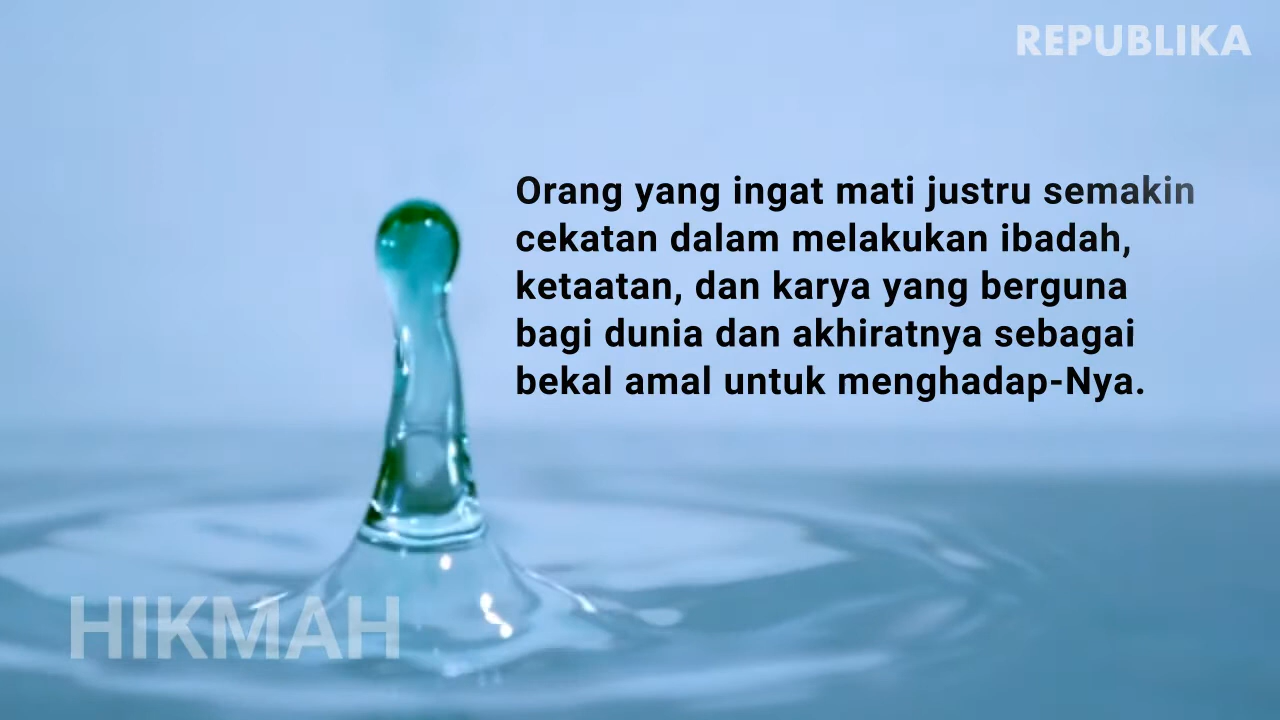 REPUBLIKA
Orang yang ingat mati justru semakin
cekatan dalam melakukan ibadah,
ketaatan, dan karya yang berguna
bagi dunia dan akhiratnya sebagai
bekal amal untuk menghadap-Nya.
HIKMAH